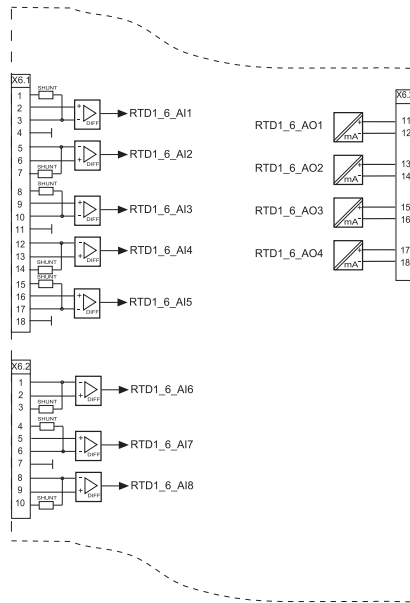 X6.1
1 SHUNT
2 + RTD1_6_AI1
3 - DIFF
4
5 - RTD1_6_AI2
6 + DIFF
7 SHUNT
8 SHUNT
9 + RTD1_6_AI3
10 - DIFF
11
12 - RTD1_6_AI4
13 + DIFF
14 SHUNT
15 SHUNT
16 + RTD1_6_AI5
17 - DIFF
18
X6.2
1 - RTD1_6_AI6
2 + DIFF
3 SHUNT
4 SHUNT
5 + RTD1_6_AI7
6 - DIFF
7
8 - RTD1_6_AI8
9 + DIFF
10 SHUNT
RTD1_6_AO1 + 11
mA - 12
RTD1_6_AO2 + 13
mA - 14
RTD1_6_AO3 + 15
mA - 16
RTD1_6_AO4 + 17
mA - 18